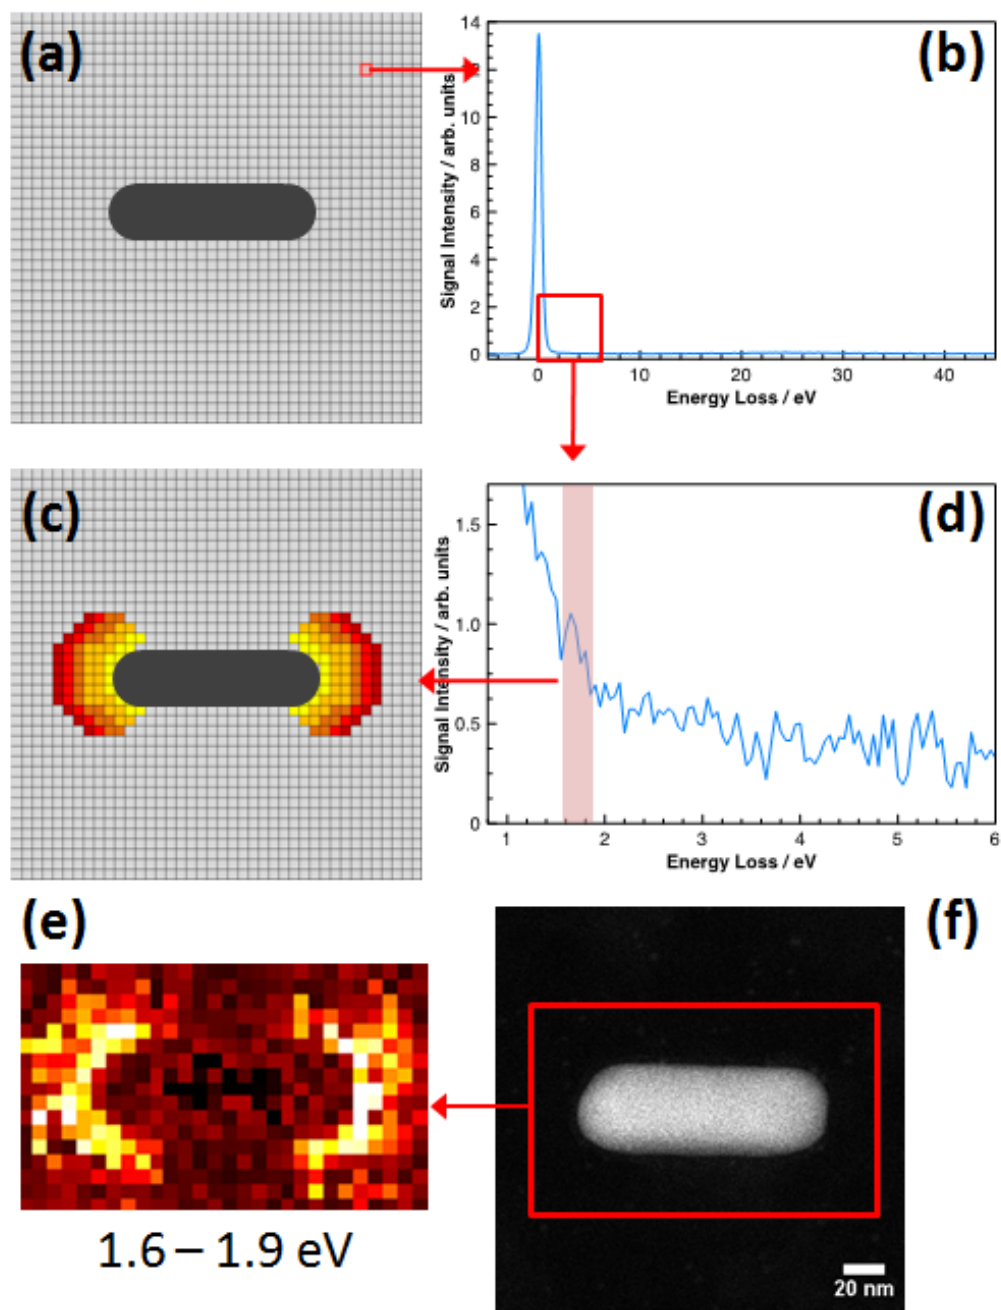 (a)
(b)
14
12
10
8
6
4
2
0
Signal Intensity / arb. units
0
10
20
30
40
Energy Loss / eV
(c)
(d)
1.5
1.0
0.5
0
Signal Intensity / arb. units
1
2
3
4
5
6
Energy Loss / eV
(e)
(f)
1.6 – 1.9 eV
20 nm